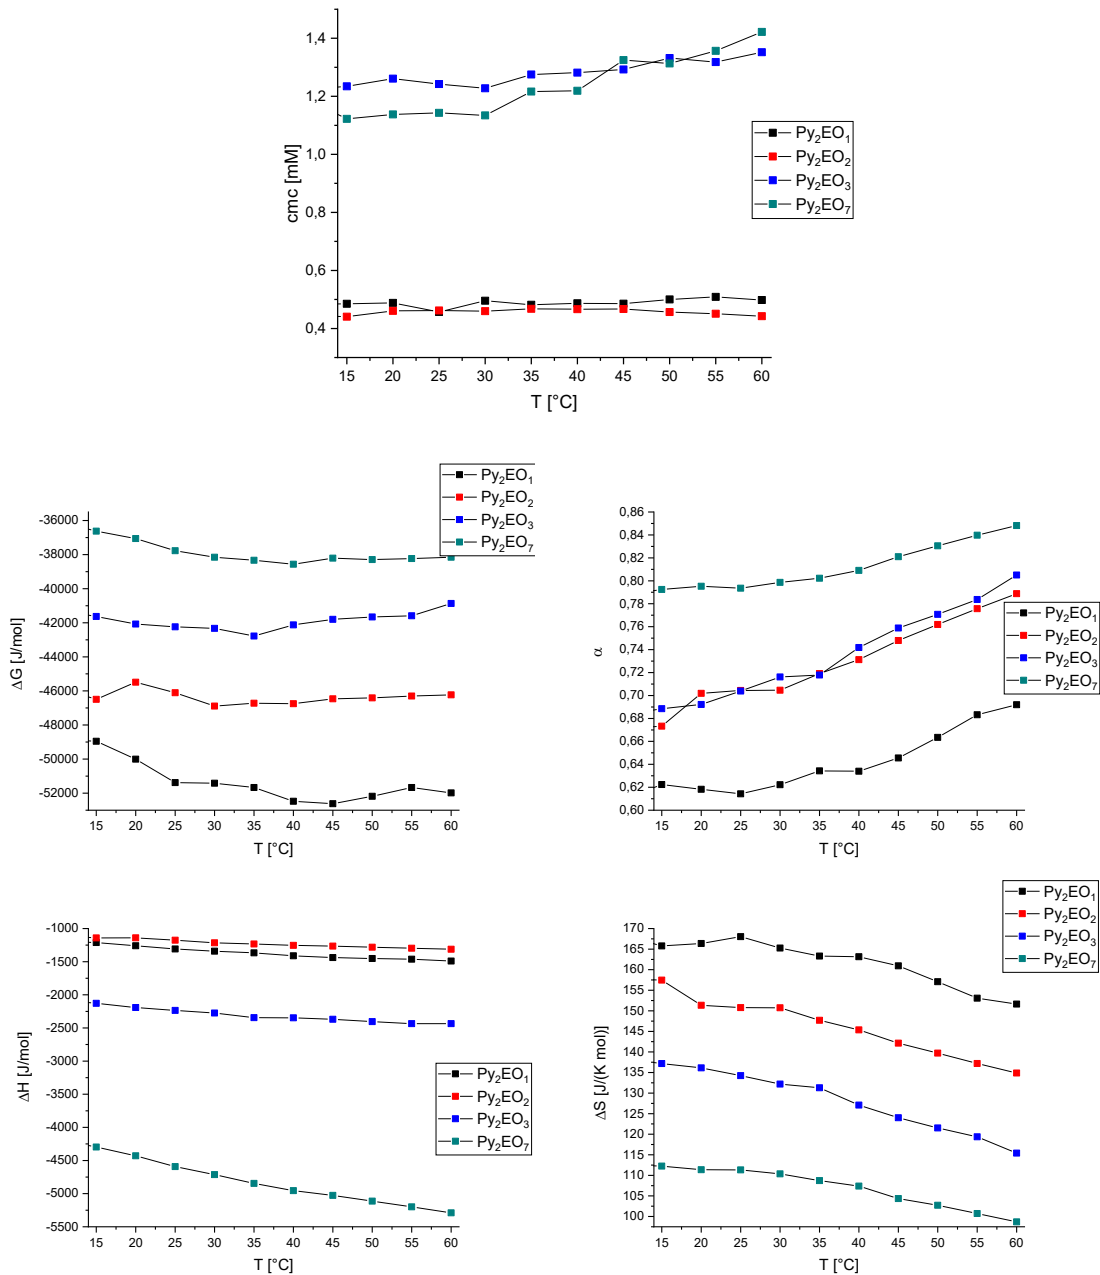 1,4
1,2
1,0
0,8
0,6
0,4
cmc [mM]
15 20 25 30 35 40 45 50 55 60
T [°C]
Py₂EO₁
Py₂EO₂
Py₂EO₃
Py₂EO₇
-36000
-38000
-40000
-42000
-44000
-46000
-48000
-50000
-52000
ΔG [J/mol]
15 20 25 30 35 40 45 50 55 60
T [°C]
Py₂EO₁
Py₂EO₂
Py₂EO₃
Py₂EO₇
0,86
0,84
0,82
0,80
0,78
0,76
0,74
0,72
0,70
0,68
0,66
0,64
0,62
0,60
α
15 20 25 30 35 40 45 50 55 60
T [°C]
Py₂EO₁
Py₂EO₂
Py₂EO₃
Py₂EO₇
-1000
-1500
-2000
-2500
-3000
-3500
-4000
-4500
-5000
-5500
ΔH [J/mol]
15 20 25 30 35 40 45 50 55 60
T [°C]
Py₂EO₁
Py₂EO₂
Py₂EO₃
Py₂EO₇
170
165
160
155
150
145
140
135
130
125
120
115
110
105
100
ΔS [J/(K mol)]
15 20 25 30 35 40 45 50 55 60
T [°C]
Py₂EO₁
Py₂EO₂
Py₂EO₃
Py₂EO₇